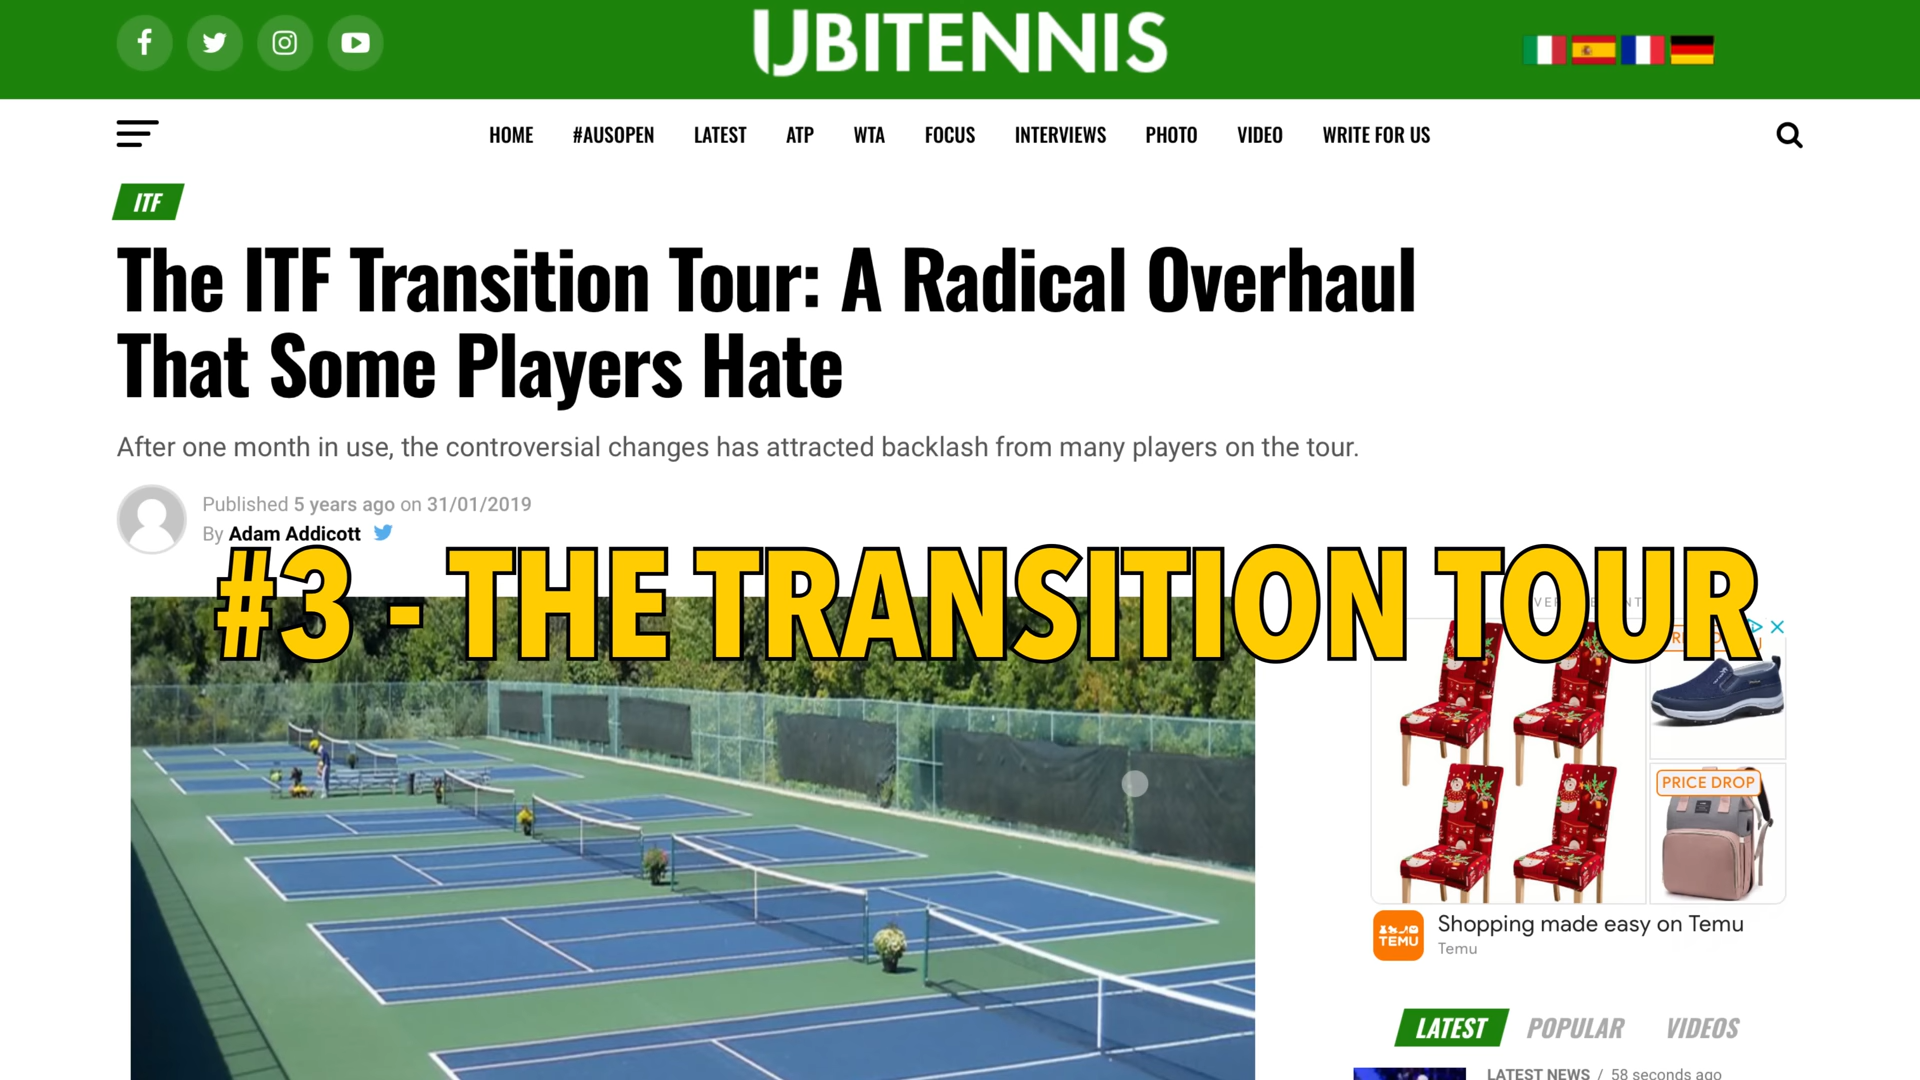 UBITENNIS
HOME #AUSOPEN LATEST ATP WTA FOCUS INTERVIEWS PHOTO VIDEO WRITE FOR US
ITF
The ITF Transition Tour: A Radical Overhaul
That Some Players Hate
After one month in use, the controversial changes has attracted backlash from many players on the tour.
Published 5 years ago on 31/01/2019
By Adam Addicott
#3 - THE TRANSITION TOUR
PRICE DROP
Shopping made easy on Temu
TEMU
Temu
LATEST POPULAR VIDEOS
LATEST NEWS / 58 seconds ago